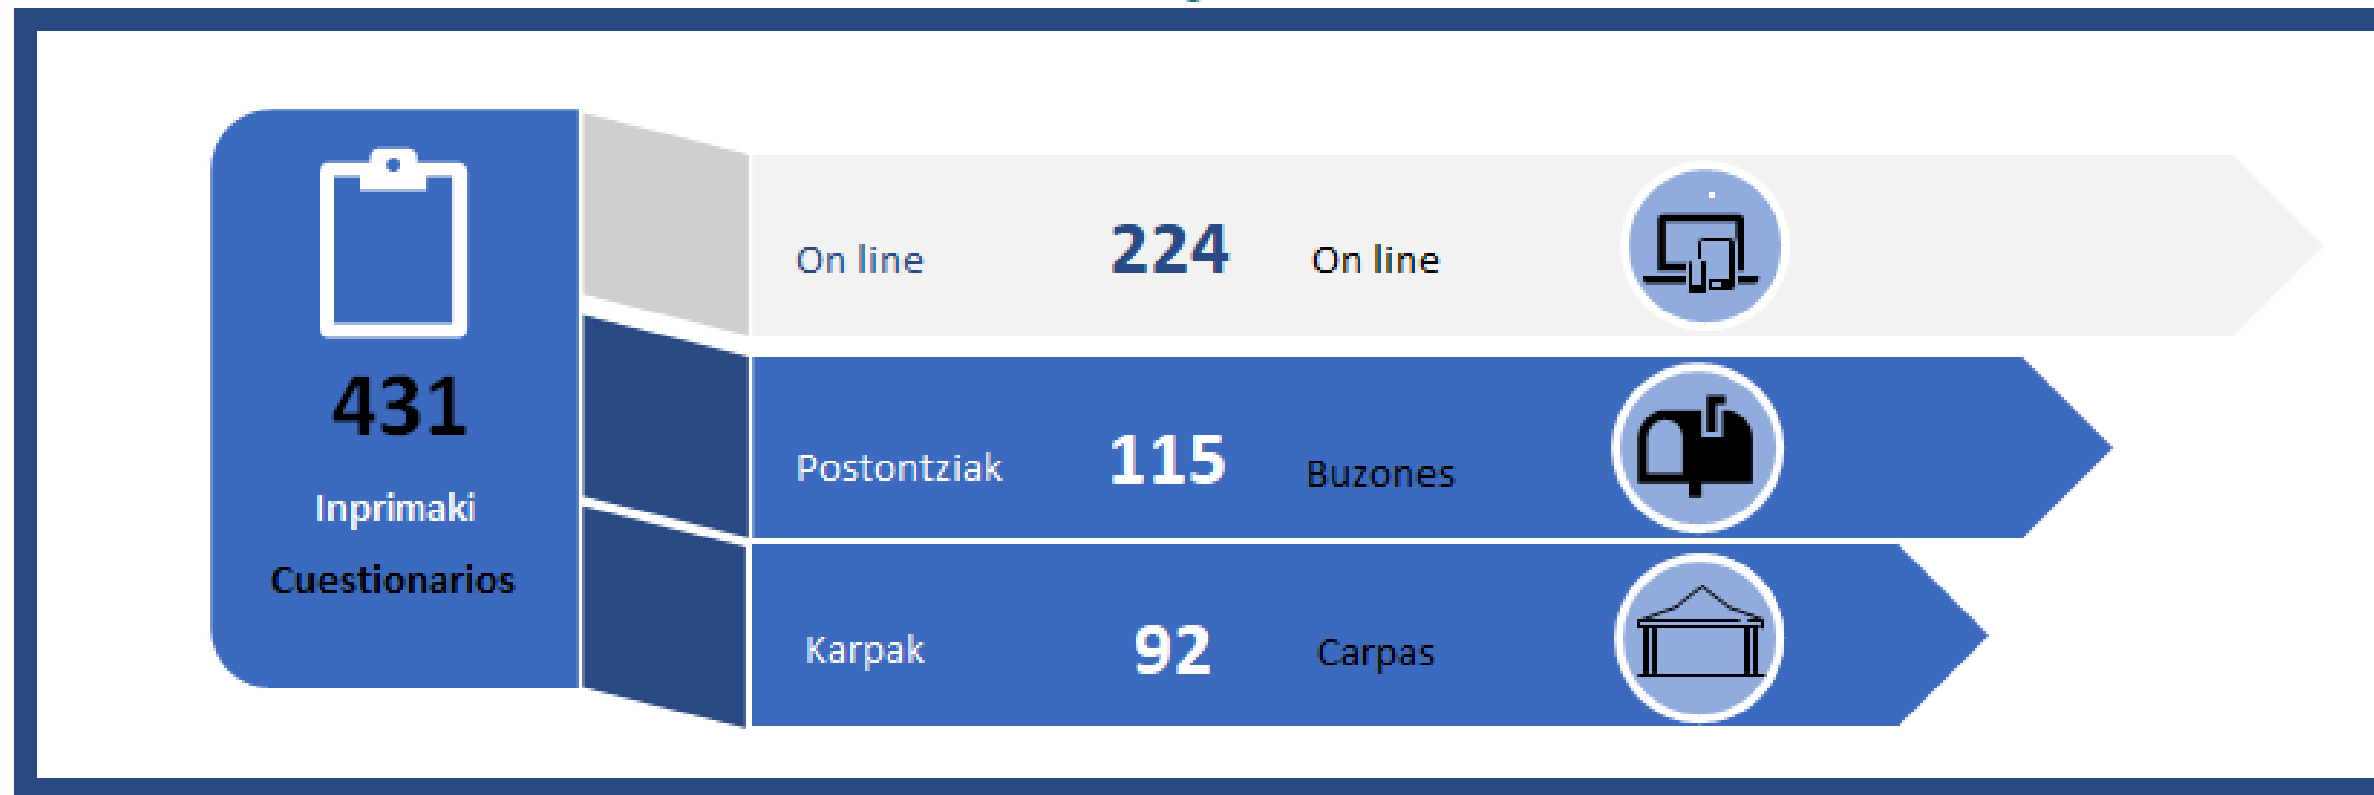 431
Inprimaki
Cuestionarios
On line 224 On line
Postontziak 115 Buzones
Karpak 92 Carpas